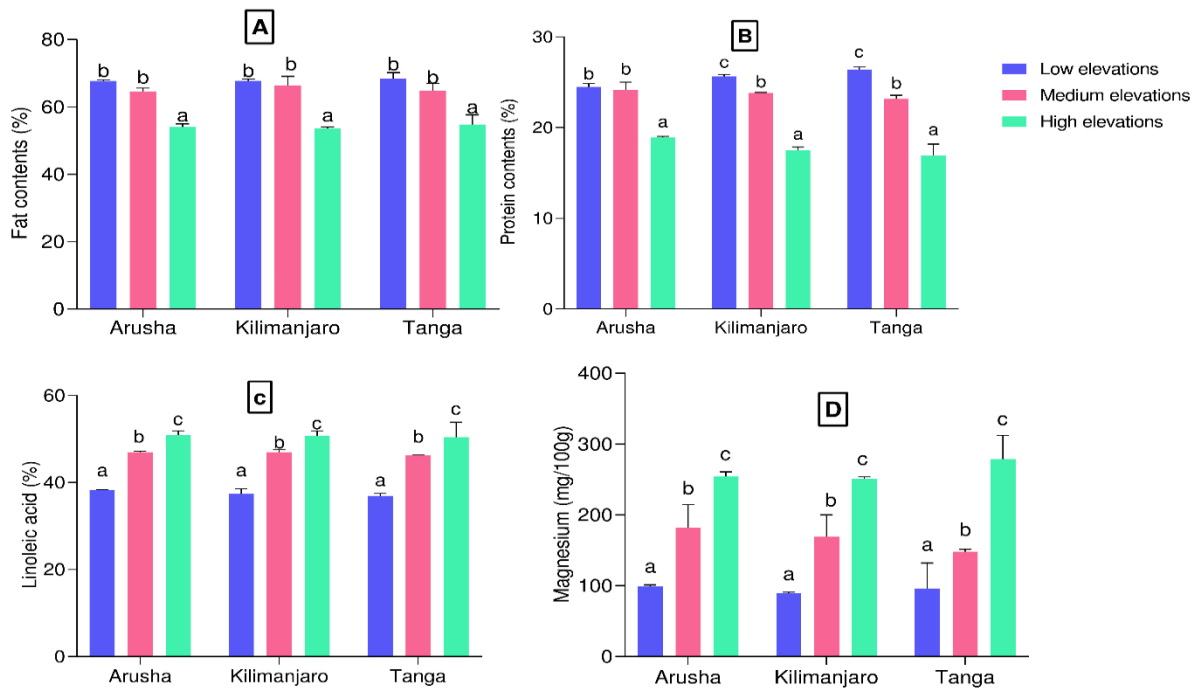 A
Fat contents (%)
80
60
40
20
0
b b a
b b a
b b a
Arusha Kilimanjaro Tanga
B
Protein contents (%)
30
20
10
0
b b a
c b a
c b a
Arusha Kilimanjaro Tanga
Low elevations
Medium elevations
High elevations
c
Linoleic acid (%)
60
40
20
0
a b c
a b c
a b c
Arusha Kilimanjaro Tanga
D
Magnesium (mg/100g)
400
300
200
100
0
a b c
a b c
a b c
Arusha Kilimanjaro Tanga